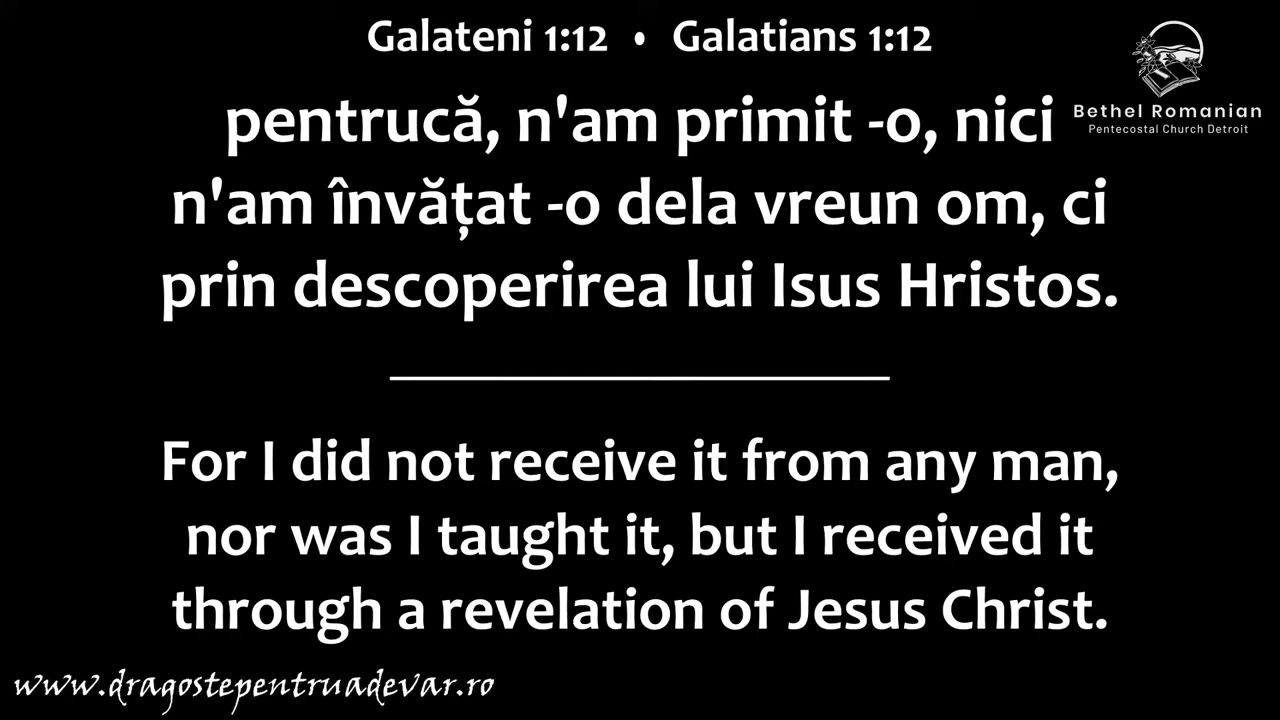 Galateni 1:12 • Galatians 1:12
Bethel Romanian
Pentecostal Church Detroit
pentrucă, n'am primit -o, nici
n'am învățat -o dela vreun om, ci
prin descoperirea lui Isus Hristos.
For I did not receive it from any man,
nor was I taught it, but I received it
through a revelation of Jesus Christ.
www.dragostepentruadevar.ro